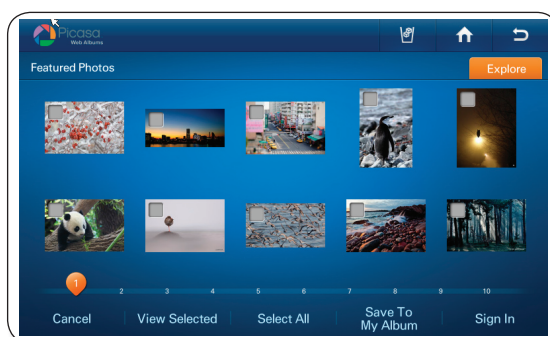 Picasa
Web Albums
Featured Photos
Explore
1 2 3 4 5 6 7 8 9 10
Cancel
View Selected
Select All
Save To
My Album
Sign In